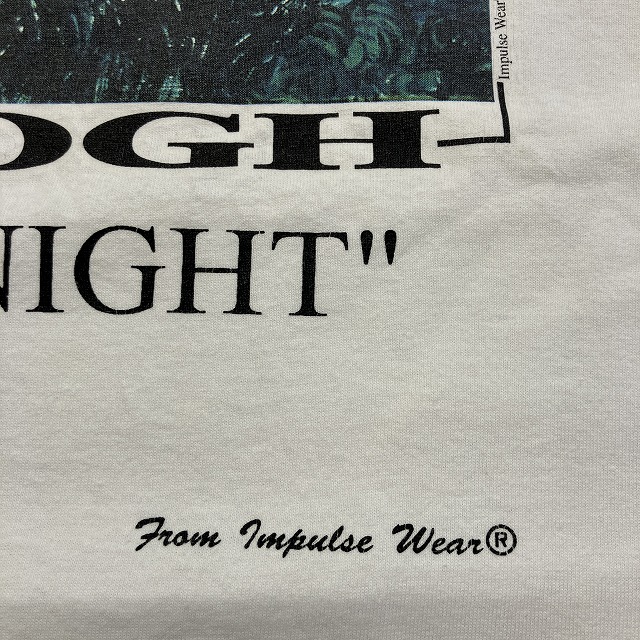 Impulse Wear
OGH
NIGHT"
From Impulse Wear®